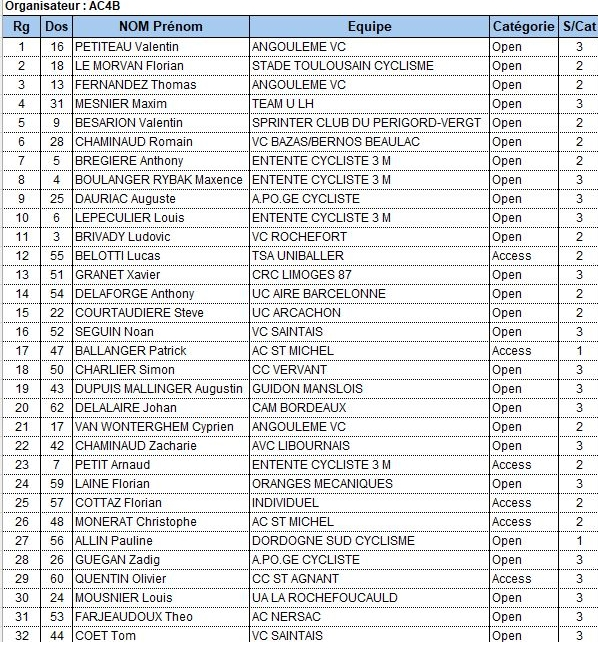 Organisateur : AC4B
Rg Dos NOM Prénom Equipe Catégorie S/Cat
1 16 PETITEAU Valentin ANGOULEME VC Open 3
2 18 LE MORVAN Florian STADE TOULOUSAIN CYCLISME Open 2
3 13 FERNANDEZ Thomas ANGOULEME VC Open 2
4 31 MESNIER Maxim TEAM U LH Open 3
5 9 BESARION Valentin SPRINTER CLUB DU PERIGORD-VERGT Open 2
6 28 CHAMINAUD Romain VC BAZAS/BERNOS BEAULAC Open 2
7 5 BREGIERE Anthony ENTENTE CYCLISTE 3 M Open 2
8 4 BOULANGER RYBAK Maxence ENTENTE CYCLISTE 3 M Open 3
9 25 DAURIAC Auguste A.PO.GE CYCLISTE Open 3
10 6 LEPECULIER Louis ENTENTE CYCLISTE 3 M Open 3
11 3 BRIVADY Ludovic VC ROCHEFORT Open 2
12 55 BELOTTI Lucas TSA UNIBALLER Access 2
13 51 GRANET Xavier CRC LIMOGES 87 Open 3
14 54 DELAFORGE Anthony UC AIRE BARCELONNE Open 2
15 22 COURTAUDIERE Steve UC ARCACHON Open 2
16 52 SEGUIN Noan VC SAINTAIS Open 3
17 47 BALLANGER Patrick AC ST MICHEL Access 1
18 50 CHARLIER Simon CC VERVANT Open 3
19 43 DUPUIS MALLINGER Augustin GUIDON MANSLOIS Open 3
20 62 DELALAIRE Johan CAM BORDEAUX Open 3
21 17 VAN WONTERGHEM Cyprien ANGOULEME VC Open 2
22 42 CHAMINAUD Zacharie AVC LIBOURNAIS Open 3
23 7 PETIT Arnaud ENTENTE CYCLISTE 3 M Access 2
24 59 LAINE Florian ORANGES MECANIQUES Open 3
25 57 COTTAZ Florian INDIVIDUEL Access 2
26 48 MONERAT Christophe AC ST MICHEL Access 2
27 56 ALLIN Pauline DORDOGNE SUD CYCLISME Open 1
28 26 GUEGAN Zadig A.PO.GE CYCLISTE Open 3
29 60 QUENTIN Olivier CC ST AGNANT Access 3
30 24 MOUSNIER Louis UA LA ROCHEFOUCAULD Open 3
31 53 FARJEAUDOUX Theo AC NERSAC Open 3
32 44 COET Tom VC SAINTAIS Open 3